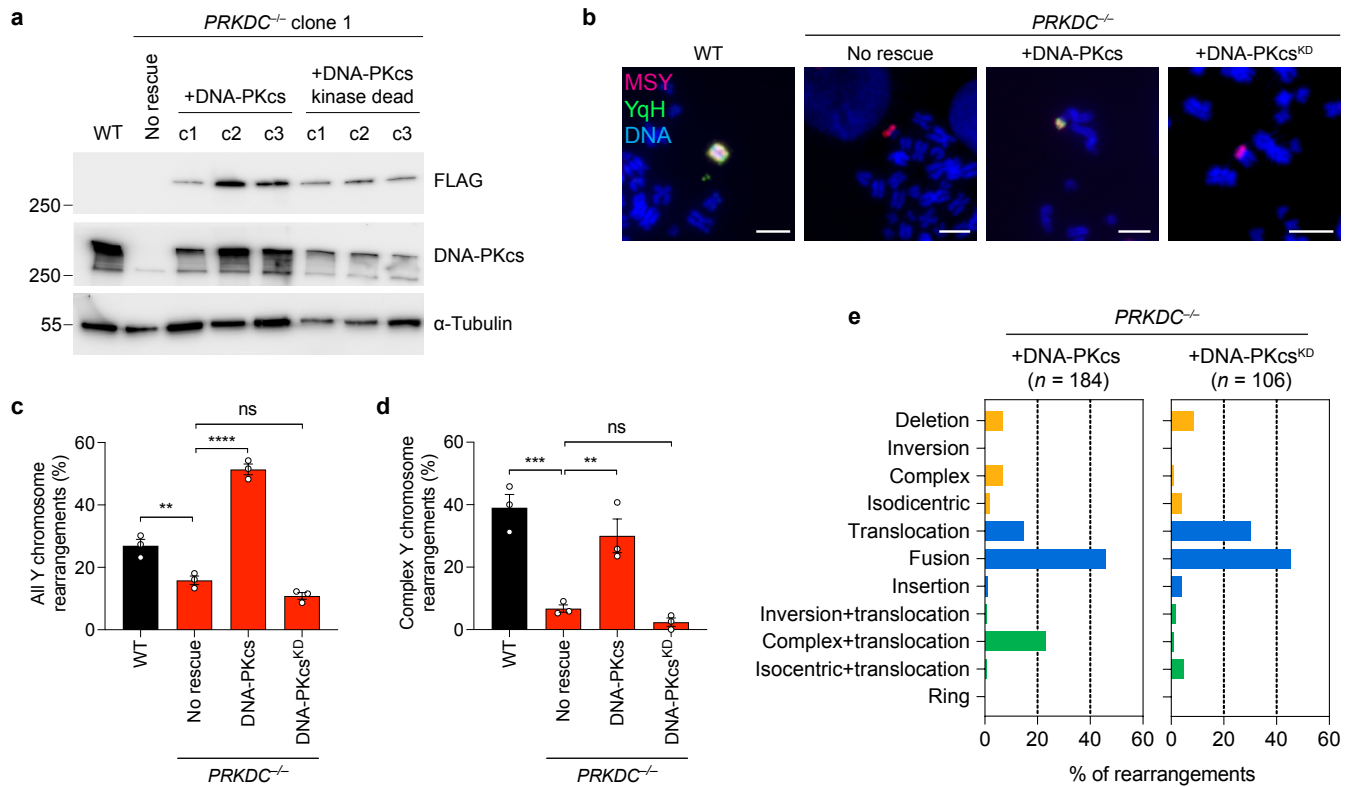 a
PRKDC–/– clone 1
No rescue
+DNA-PKcs
+DNA-PKcs
kinase dead
WT
c1 c2 c3 c1 c2 c3
FLAG
250
DNA-PKcs
250
55
α-Tubulin
b
PRKDC–/–
WT
No rescue
+DNA-PKcs
+DNA-PKcsKD
MSY
YqH
DNA
c
All Y chromosome
rearrangements (%)
ns
****
**
60
40
20
0
WT
No rescue
DNA-PKcs
DNA-PKcsKD
PRKDC–/–
d
Complex Y chromosome
rearrangements (%)
ns
*** **
60
40
20
0
WT
No rescue
DNA-PKcs
DNA-PKcsKD
PRKDC–/–
e
PRKDC–/–
+DNA-PKcs
(n = 184)
+DNA-PKcsKD
(n = 106)
Deletion
Inversion
Complex
Isodicentric
Translocation
Fusion
Insertion
Inversion+translocation
Complex+translocation
Isocentric+translocation
Ring
0 20 40 60 0 20 40 60
% of rearrangements